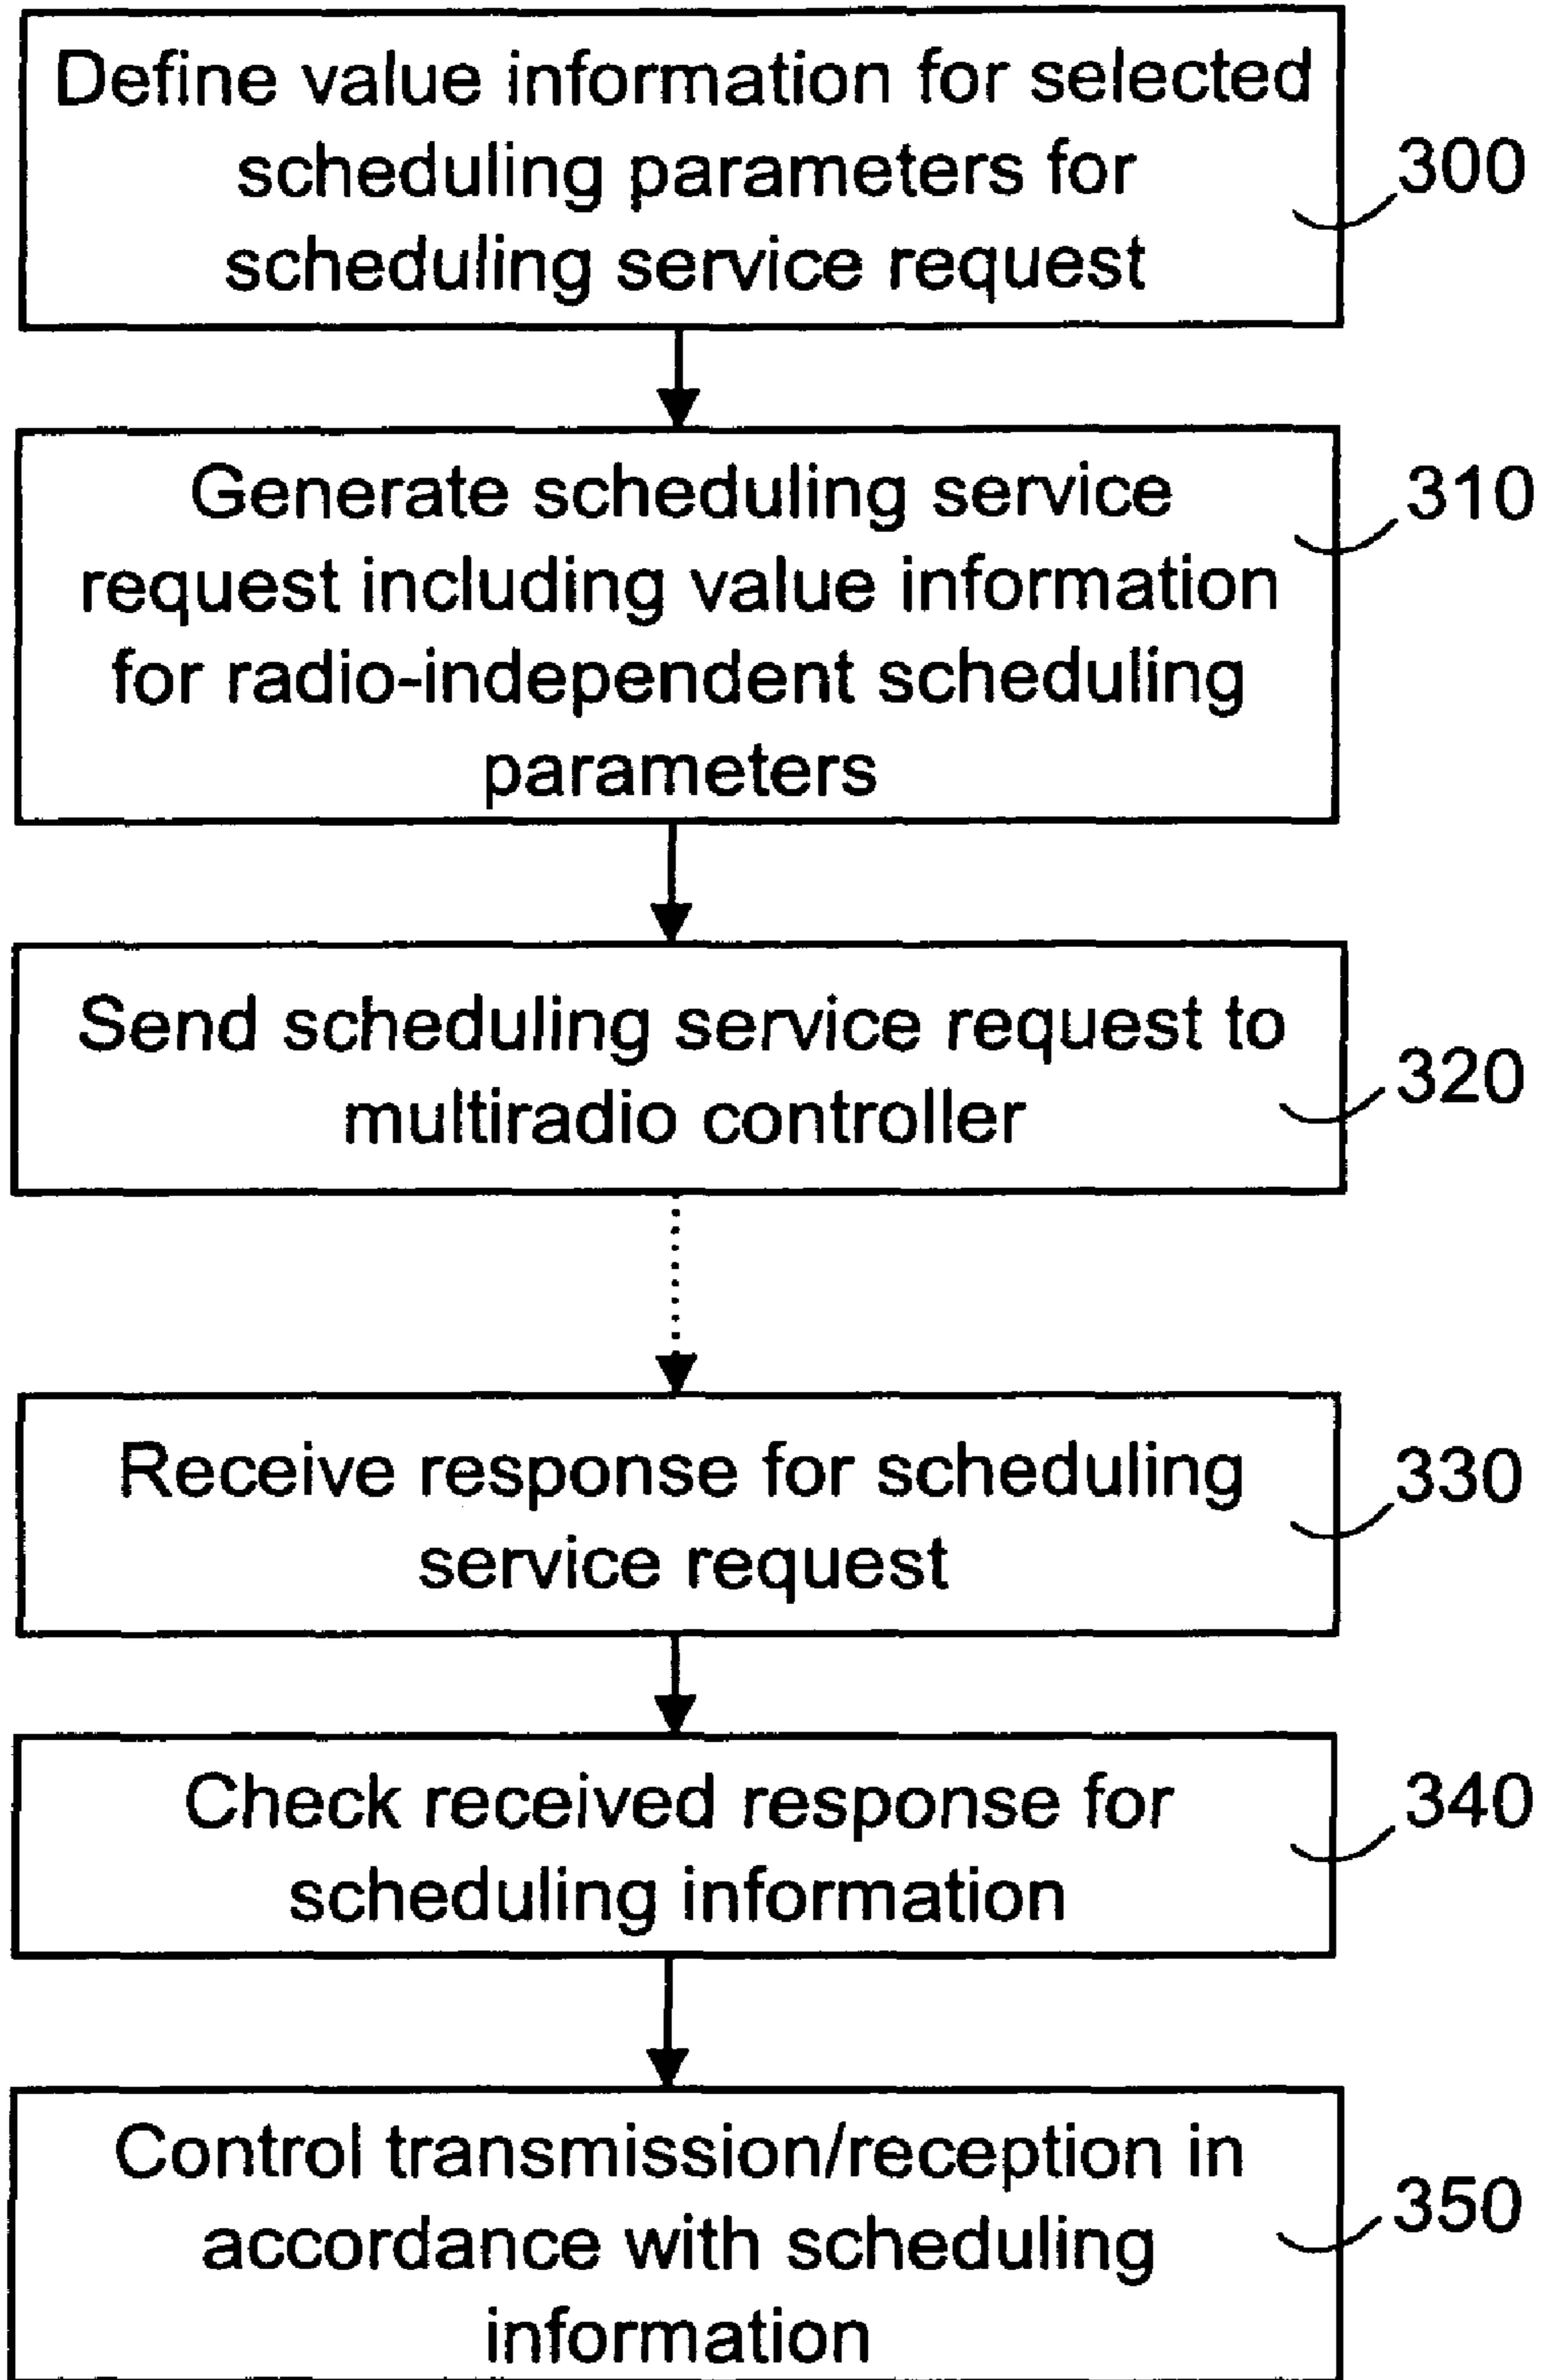 Define value information for selected
scheduling parameters for
scheduling service request
300
Generate scheduling service
request including value information
for radio-independent scheduling
parameters
310
Send scheduling service request to
multiradio controller
320
Receive response for scheduling
service request
330
Check received response for
scheduling information
340
Control transmission/reception in
accordance with scheduling
information
350